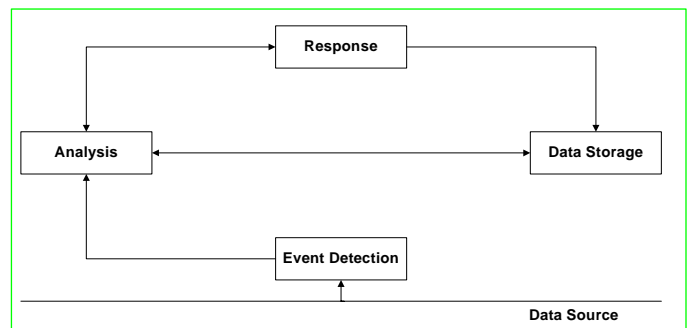 Response
Analysis
Data Storage
Event Detection
Data Source